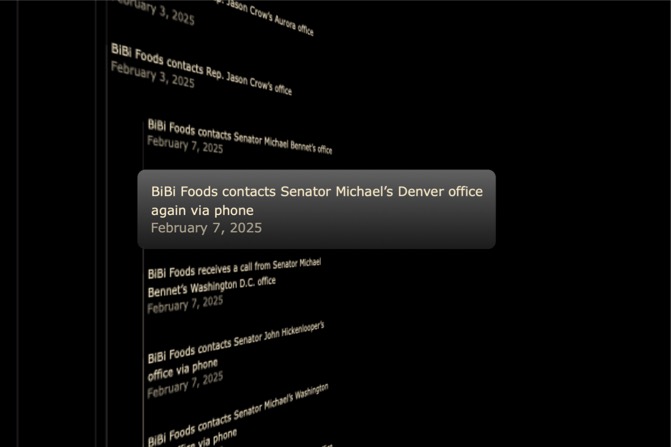 February 3, 2025
Jason Crow's Aurora office
BiBi Foods contacts Rep. Jason Crow's office
February 3, 2025
BiBi Foods contacts Senator Michael Bennet's office
February 7, 2025
BiBi Foods contacts Senator Michael's Denver office
again via phone
February 7, 2025
BiBi Foods receives a call from Senator Michael
Bennet's Washington D.C. office
February 7, 2025
BiBi Foods contacts Senator John Hickenlooper's
office via phone
February 7, 2025
BiBi Foods contacts Senator Michael's Washington
office via phone